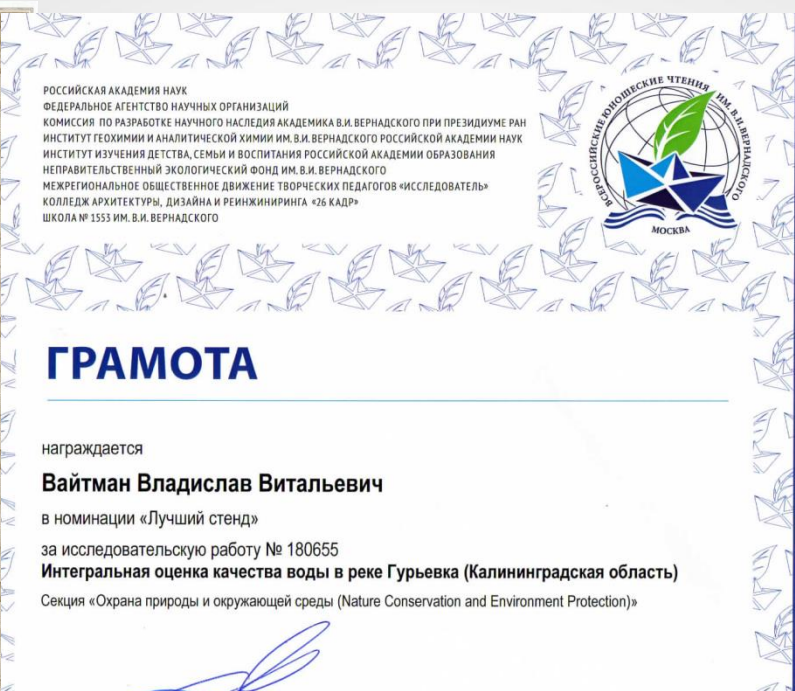 РОССИЙСКАЯ АКАДЕМИЯ НАУК
ФЕДЕРАЛЬНОЕ АГЕНТСТВО НАУЧНЫХ ОРГАНИЗАЦИЙ
КОМИССИЯ ПО РАЗРАБОТКЕ НАУЧНОГО НАСЛЕДИЯ АКАДЕМИКА В.И. ВЕРНАДСКОГО ПРИ ПРЕЗИДИУМЕ РАН
ИНСТИТУТ ГЕОХИМИИ И АНАЛИТИЧЕСКОЙ ХИМИИ ИМ. В.И. ВЕРНАДСКОГО РОССИЙСКОЙ АКАДЕМИИ НАУК
ИНСТИТУТ ИЗУЧЕНИЯ ДЕТСТВА, СЕМЬИ И ВОСПИТАНИЯ РОССИЙСКОЙ АКАДЕМИИ ОБРАЗОВАНИЯ
НЕПРАВИТЕЛЬСТВЕННЫЙ ЭКОЛОГИЧЕСКИЙ ФОНД ИМ. В.И. ВЕРНАДСКОГО
МЕЖРЕГИОНАЛЬНОЕ ОБЩЕСТВЕННОЕ ДВИЖЕНИЕ ТВОРЧЕСКИХ ПЕДАГОГОВ «ИССЛЕДОВАТЕЛЬ»
КОЛЛЕДЖ АРХИТЕКТУРЫ, ДИЗАЙНА И РЕИНЖИНИРИНГА «26 КАДР»
ШКОЛА № 1553 ИМ. В.И. ВЕРНАДСКОГО
ВСЕРОССИЙСКИЕ ЮНОШЕСКИЕ ЧТЕНИЯ ИМ. В.И.ВЕРНАДСКОГО
МОСКВА
ГРАМОТА
награждается
Вайтман Владислав Витальевич
в номинации «Лучший стенд»
за исследовательскую работу № 180655
Интегральная оценка качества воды в реке Гурьевка (Калининградская область)
Секция «Охрана природы и окружающей среды (Nature Conservation and Environment Protection)»